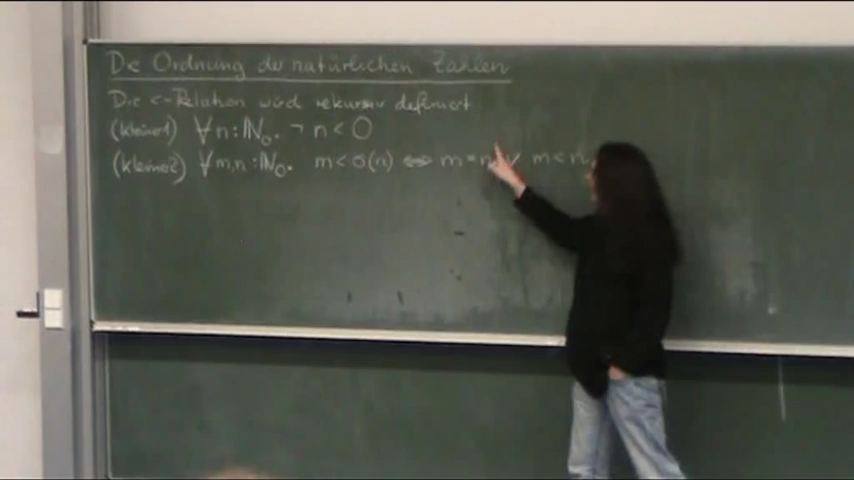 Die Ordnung der natürlichen Zahlen
Die <-Relation wird rekursiv definiert
(kleiner1) ∀n:ℕ₀. ¬ n < 0
(kleiner2) ∀m,n:ℕ₀. m < σ(n) ⇔ m = n ∨ m < n